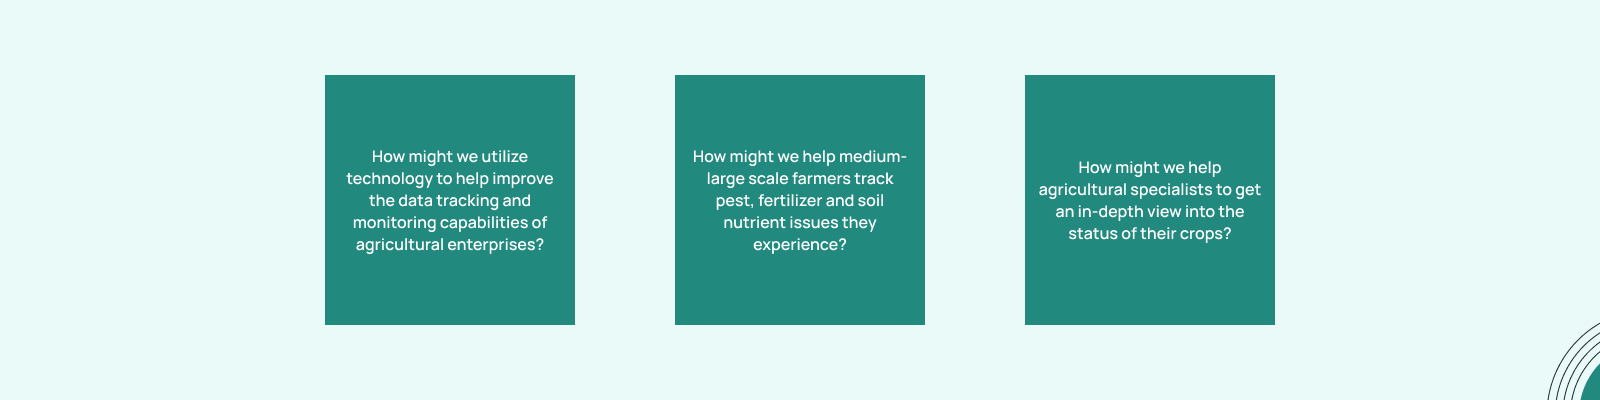 How might we utilize
technology to help improve
the data tracking and
monitoring capabilities of
agricultural enterprises?
How might we help medium-
large scale farmers track
pest, fertilizer and soil
nutrient issues they
experience?
How might we help
agricultural specialists to get
an in-depth view into the
status of their crops?